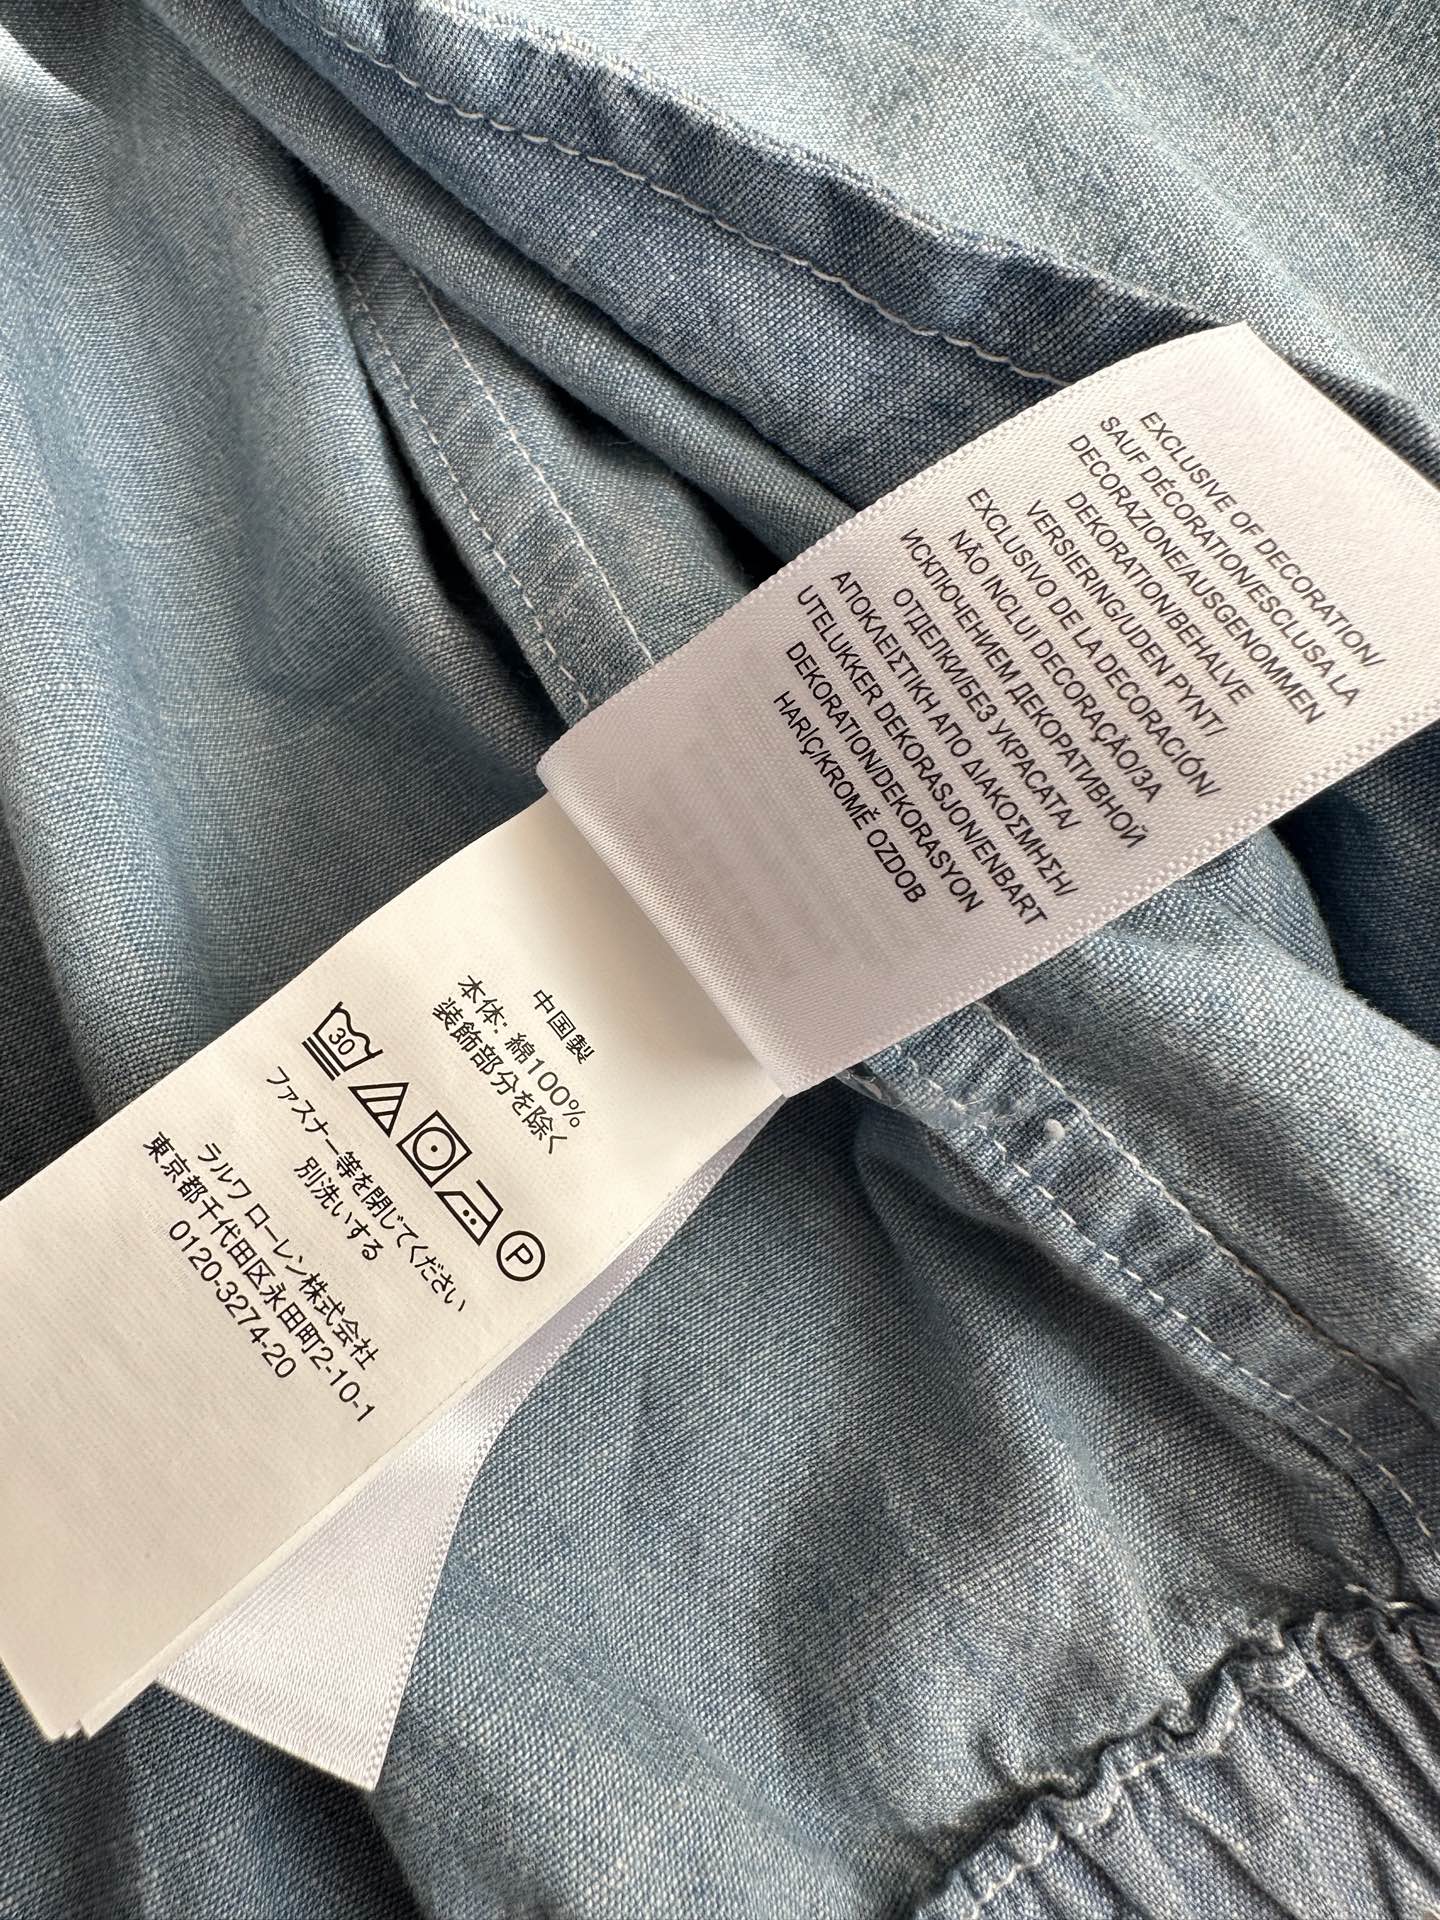 EXCLUSIVE OF DECORATION/
SAUF DÉCORATION/ESCLUSA LA
DECORAZIONE/AUSGENOMMEN
DEKORATION/BEHALVE
VERSIERING/UDEN PYNT/
EXCLUSIVO DE LA DECORACIÓN/
NÃO INCLUI DECORAÇÃO/ЗА
ИСКЛЮЧЕНИЕМ ДЕКОРАТИВНОЙ
ОТДЕЛКИ/БЕЗ УКРАСАТА/
ΑΠΟΚΛΕΙΣΤΙΚΗ ΑΠΟ ΔΙΑΚΟΣΜΗΣΗ/
UTELUKKER DEKORASJON/ENBART
DEKORATION/DEKORASYON
HARİÇ/KROMĚ OZDOB
中国製
本体: 綿100%
装飾部分を除く
30 P
ファスナー等を閉じてください
別洗いする
ラルフ ローレン株式会社
東京都千代田区永田町2-10-1
0120-3274-20